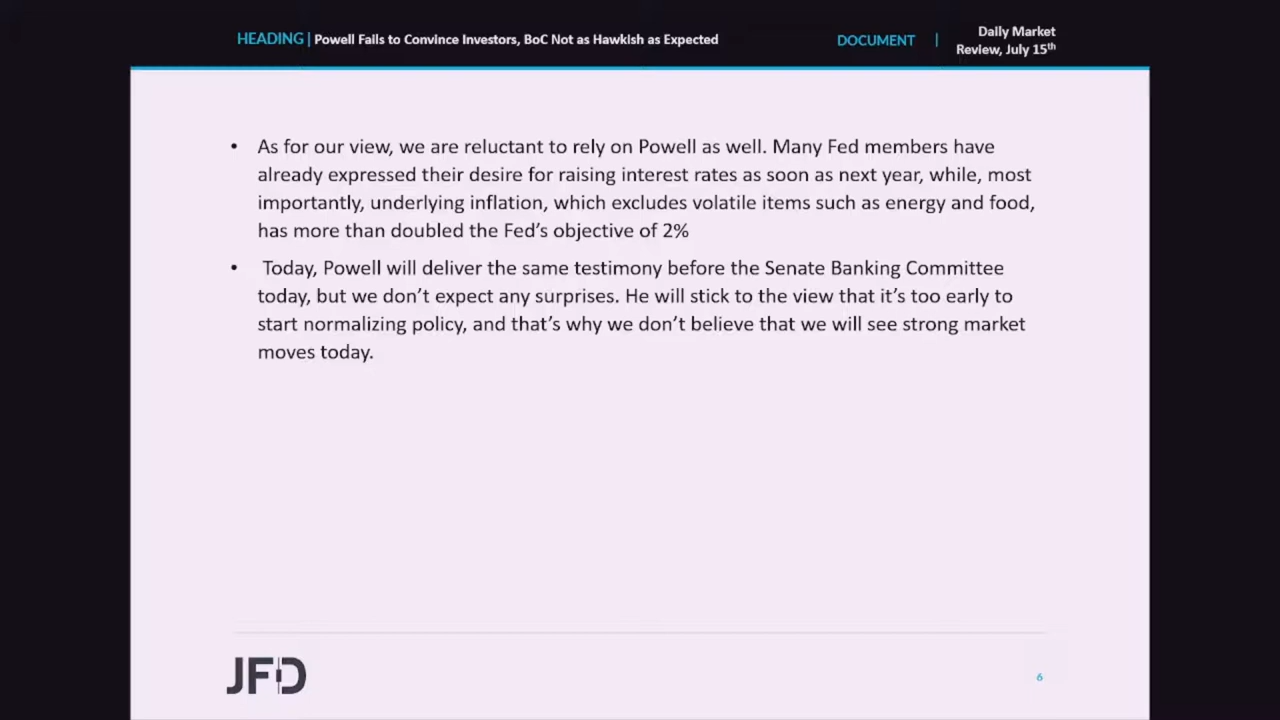 HEADING | Powell Fails to Convince Investors, BoC Not as Hawkish as Expected
DOCUMENT | Daily Market
Review, July 15th
• As for our view, we are reluctant to rely on Powell as well. Many Fed members have
already expressed their desire for raising interest rates as soon as next year, while, most
importantly, underlying inflation, which excludes volatile items such as energy and food,
has more than doubled the Fed’s objective of 2%
• Today, Powell will deliver the same testimony before the Senate Banking Committee
today, but we don’t expect any surprises. He will stick to the view that it’s too early to
start normalizing policy, and that’s why we don’t believe that we will see strong market
moves today.
JFD
6